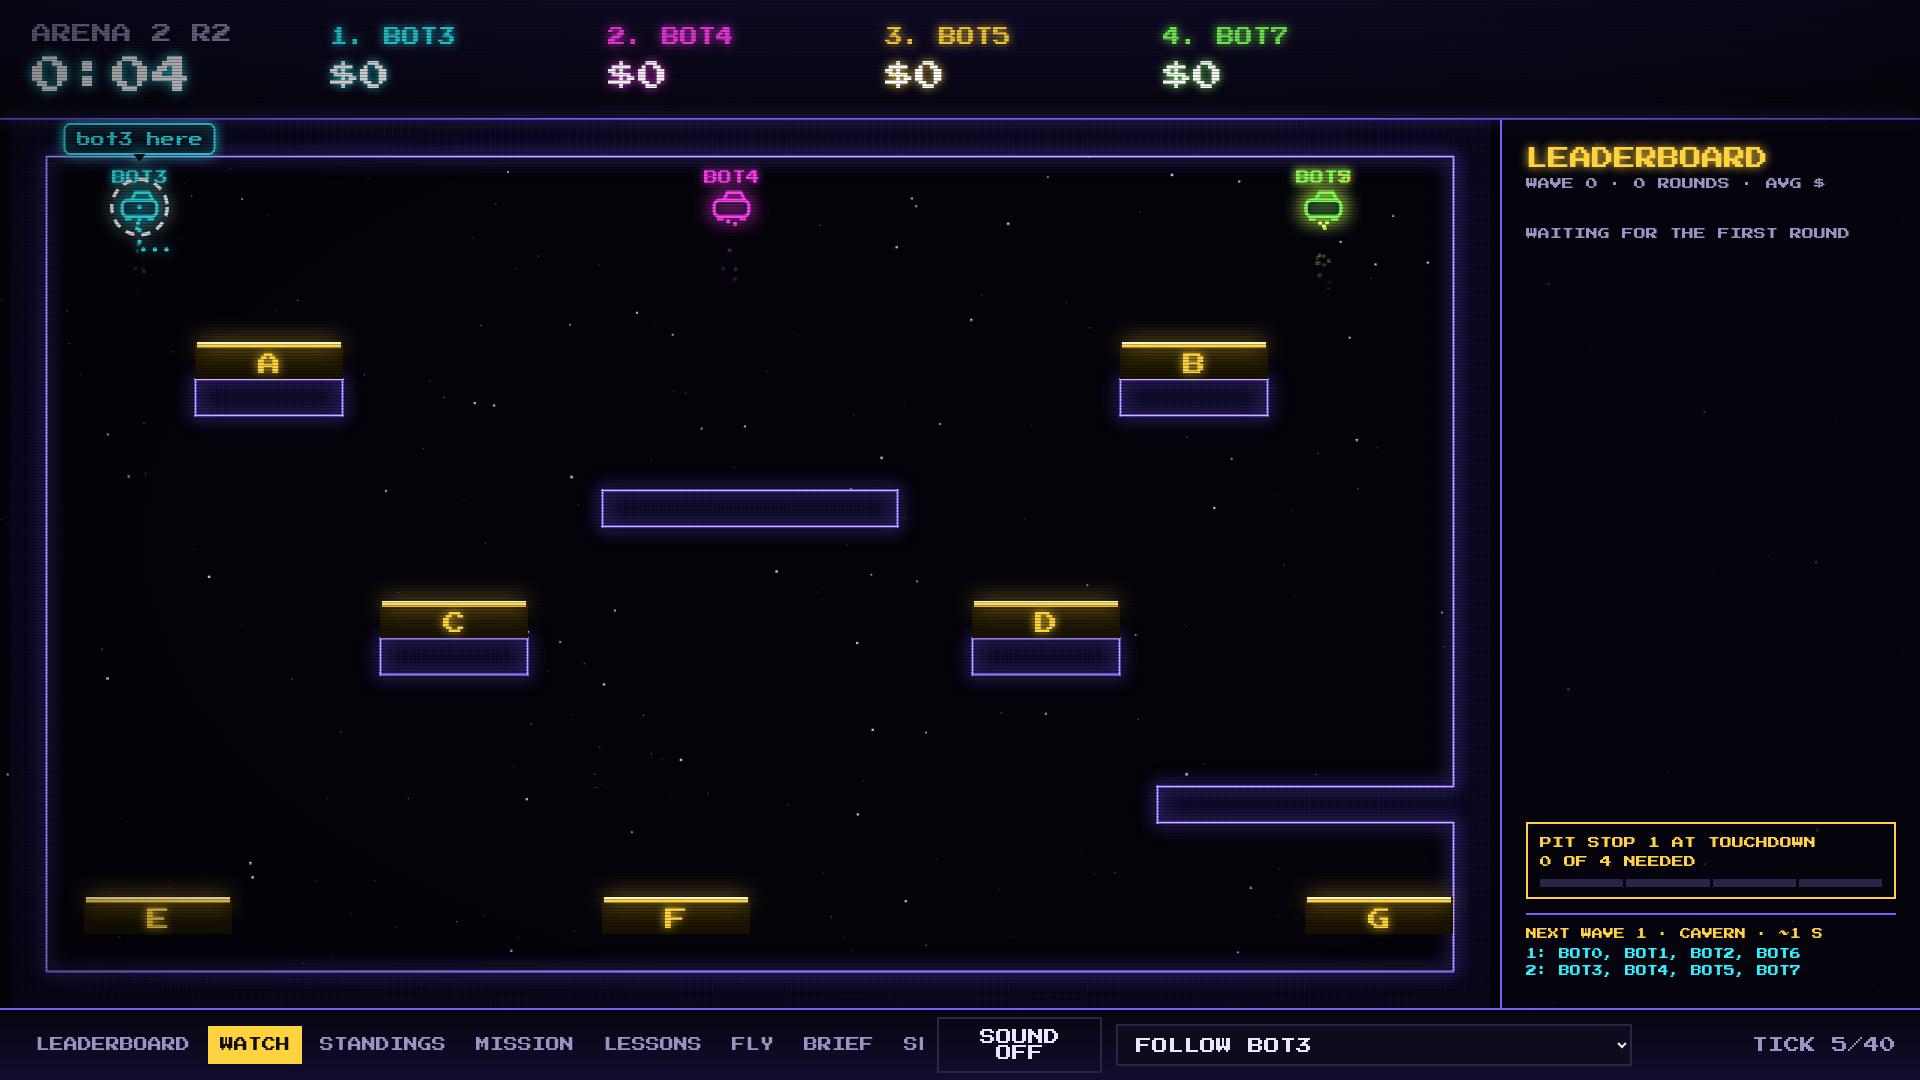 ARENA 2 R2
0:04
1. BOT3
$0
2. BOT4
$0
3. BOT5
$0
4. BOT7
$0
bot3 here
BOT3
BOT4
A
B
C
D
E
F
G
LEADERBOARD
WAVE 0 · 0 ROUNDS · AVG $
WAITING FOR THE FIRST ROUND
PIT STOP 1 AT TOUCHDOWN
0 OF 4 NEEDED
NEXT WAVE 1 · CAVERN · ~1 S
1: BOT0, BOT1, BOT2, BOT6
2: BOT3, BOT4, BOT5, BOT7
LEADERBOARD
WATCH
STANDINGS
MISSION
LESSONS
FLY
BRIEF
SOUND
OFF
FOLLOW BOT3
TICK 5/40